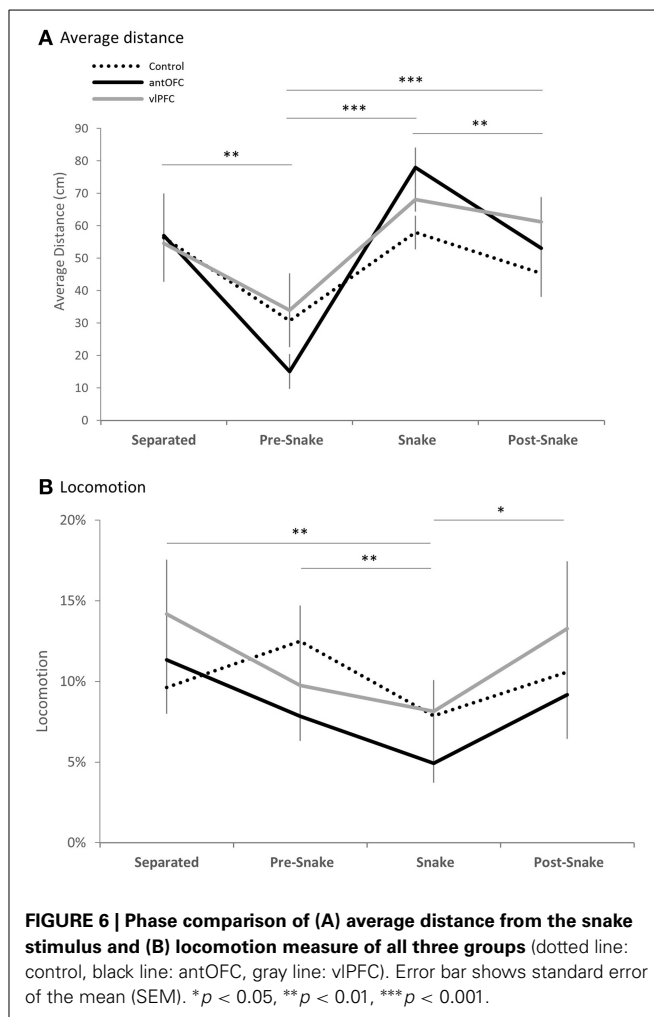 A Average distance
Control
antOFC
vlPFC
***
***
**
**
90
80
70
60
50
40
30
20
10
0
Average Distance (cm)
Separated
Pre-Snake
Snake
Post-Snake
B Locomotion
20%
15%
10%
5%
0%
**
*
**
Locomotion
Separated
Pre-Snake
Snake
Post-Snake
FIGURE 6 | Phase comparison of (A) average distance from the snake
stimulus and (B) locomotion measure of all three groups (dotted line:
control, black line: antOFC, gray line: vlPFC). Error bar shows standard error
of the mean (SEM). *p < 0.05, **p < 0.01, ***p < 0.001.